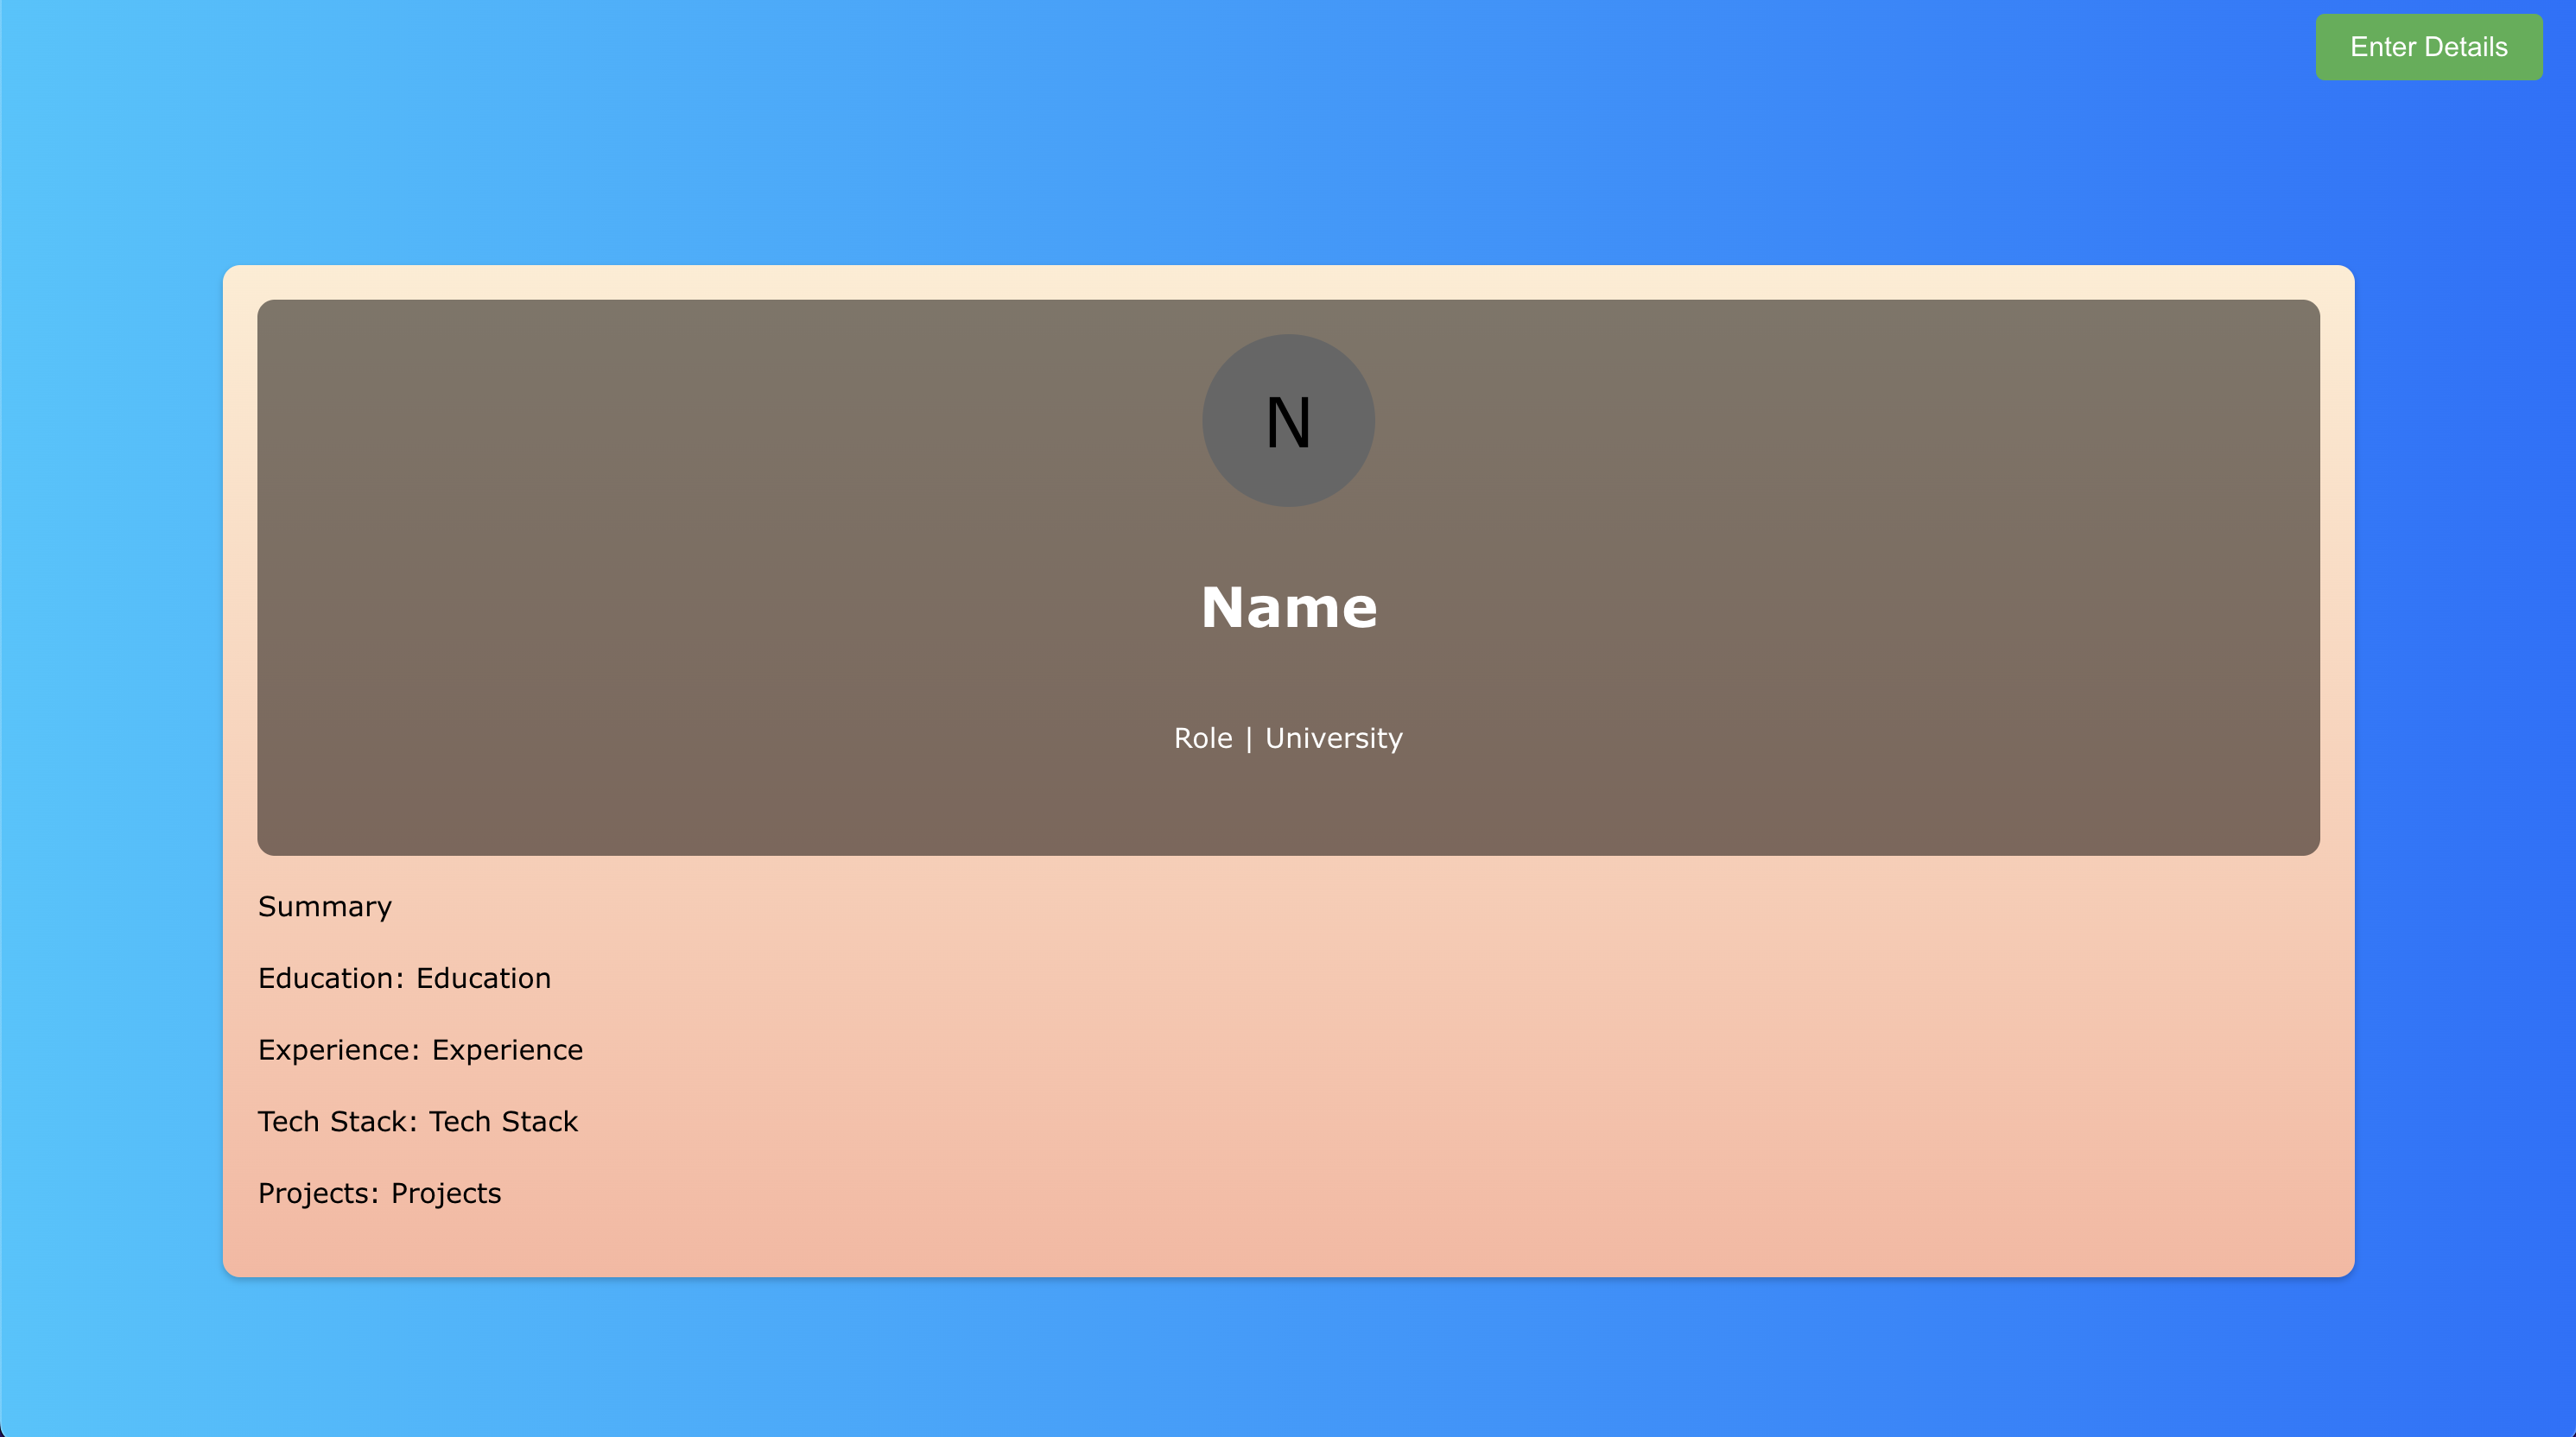 Enter Details
N
Name
Role | University
Summary
Education: Education
Experience: Experience
Tech Stack: Tech Stack
Projects: Projects